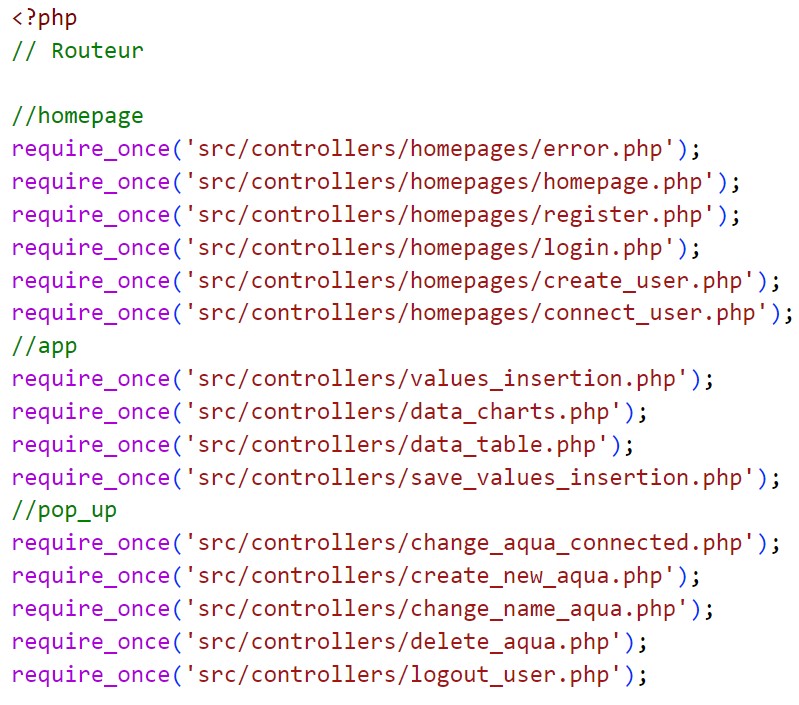 <?php
// Routeur
//homepage
require_once('src/controllers/homepages/error.php');
require_once('src/controllers/homepages/homepage.php');
require_once('src/controllers/homepages/register.php');
require_once('src/controllers/homepages/login.php');
require_once('src/controllers/homepages/create_user.php');
require_once('src/controllers/homepages/connect_user.php');
//app
require_once('src/controllers/values_insertion.php');
require_once('src/controllers/data_charts.php');
require_once('src/controllers/data_table.php');
require_once('src/controllers/save_values_insertion.php');
//pop_up
require_once('src/controllers/change_aqua_connected.php');
require_once('src/controllers/create_new_aqua.php');
require_once('src/controllers/change_name_aqua.php');
require_once('src/controllers/delete_aqua.php');
require_once('src/controllers/logout_user.php');